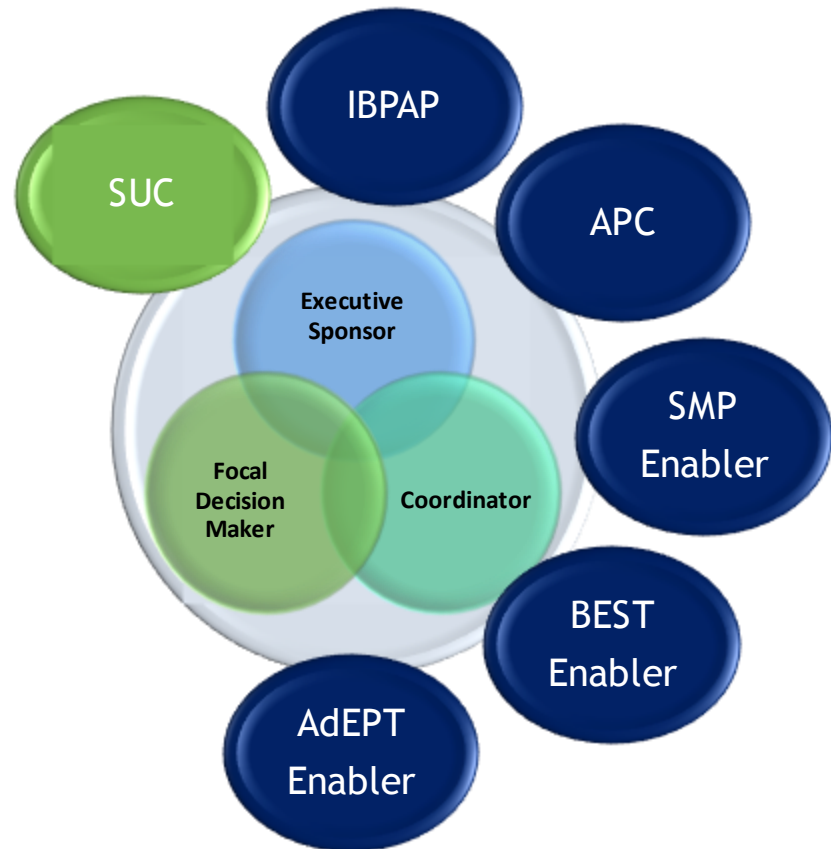 IBPAP
SUC
APC
Executive
Sponsor
SMP
Enabler
Focal
Decision
Maker
Coordinator
BEST
Enabler
AdEPT
Enabler